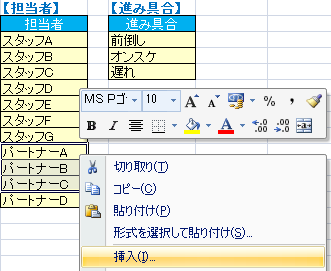 【担当者】
【進み具合】
担当者
進み具合
スタッフA
前倒し
スタッフB
オンスケ
スタッフC
遅れ
スタッフD
スタッフE
スタッフF
スタッフG
パートナーA
パートナーB
パートナーC
パートナーD
MS Pゴ
10
A A
%
,
B I A
.00
.0
切り取り(T)
コピー(C)
貼り付け(P)
形式を選択して貼り付け(S)...
挿入(I)...